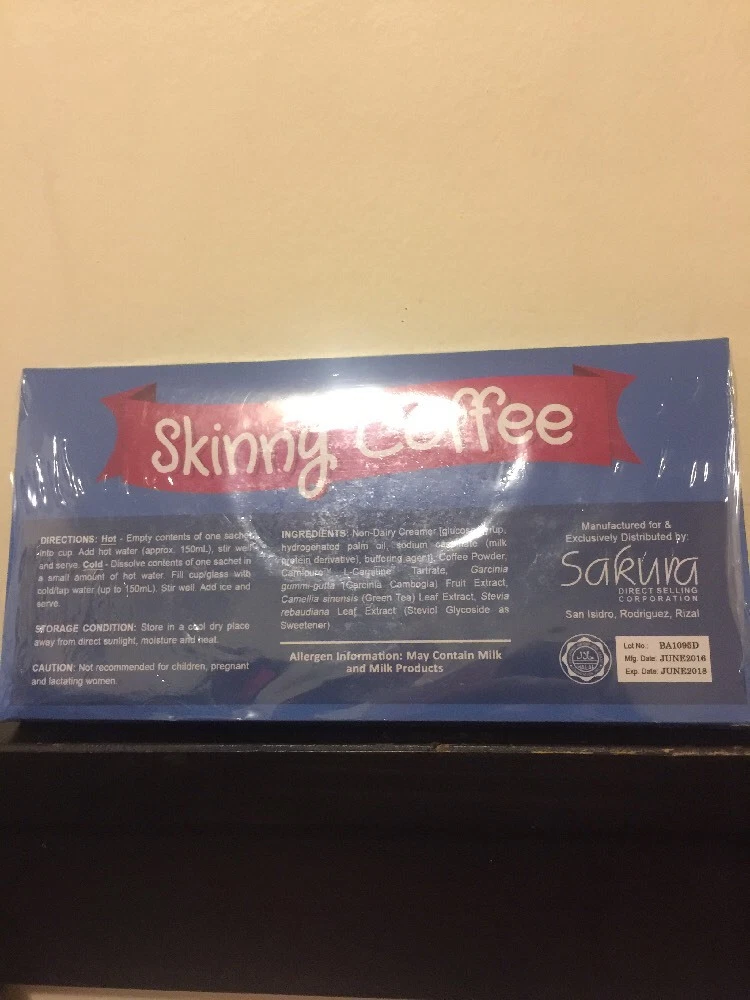 Skinny Coffee
DIRECTIONS: Hot - Empty contents of one sachet
into cup. Add hot water (approx. 150mL), stir well
and serve. Cold - Dissolve contents of one sachet in
a small amount of hot water. Fill cup/glass with
cold/tap water (up to 150mL). Stir well. Add ice and
serve.
STORAGE CONDITION: Store in a cool dry place
away from direct sunlight, moisture and heat.
CAUTION: Not recommended for children, pregnant
and lactating women.
INGREDIENTS: Non-Dairy Creamer [glucose syrup,
hydrogenated palm oil, sodium caseinate (milk
protein derivative), buffering agent], Coffee Powder,
Carnipure™ L-Carnitine Tartrate, Garcinia
gummi-gutta (Garcinia Cambogia) Fruit Extract,
Camellia sinensis (Green Tea) Leaf Extract, Stevia
rebaudiana Leaf Extract (Steviol Glycoside as
Sweetener)
Allergen Information: May Contain Milk
and Milk Products
Manufactured for &
Exclusively Distributed by:
Sakura
DIRECT SELLING
CORPORATION
San Isidro, Rodriguez, Rizal
Lot No.: BA1095D
Mfg. Date: JUNE2016
Exp. Date: JUNE2018